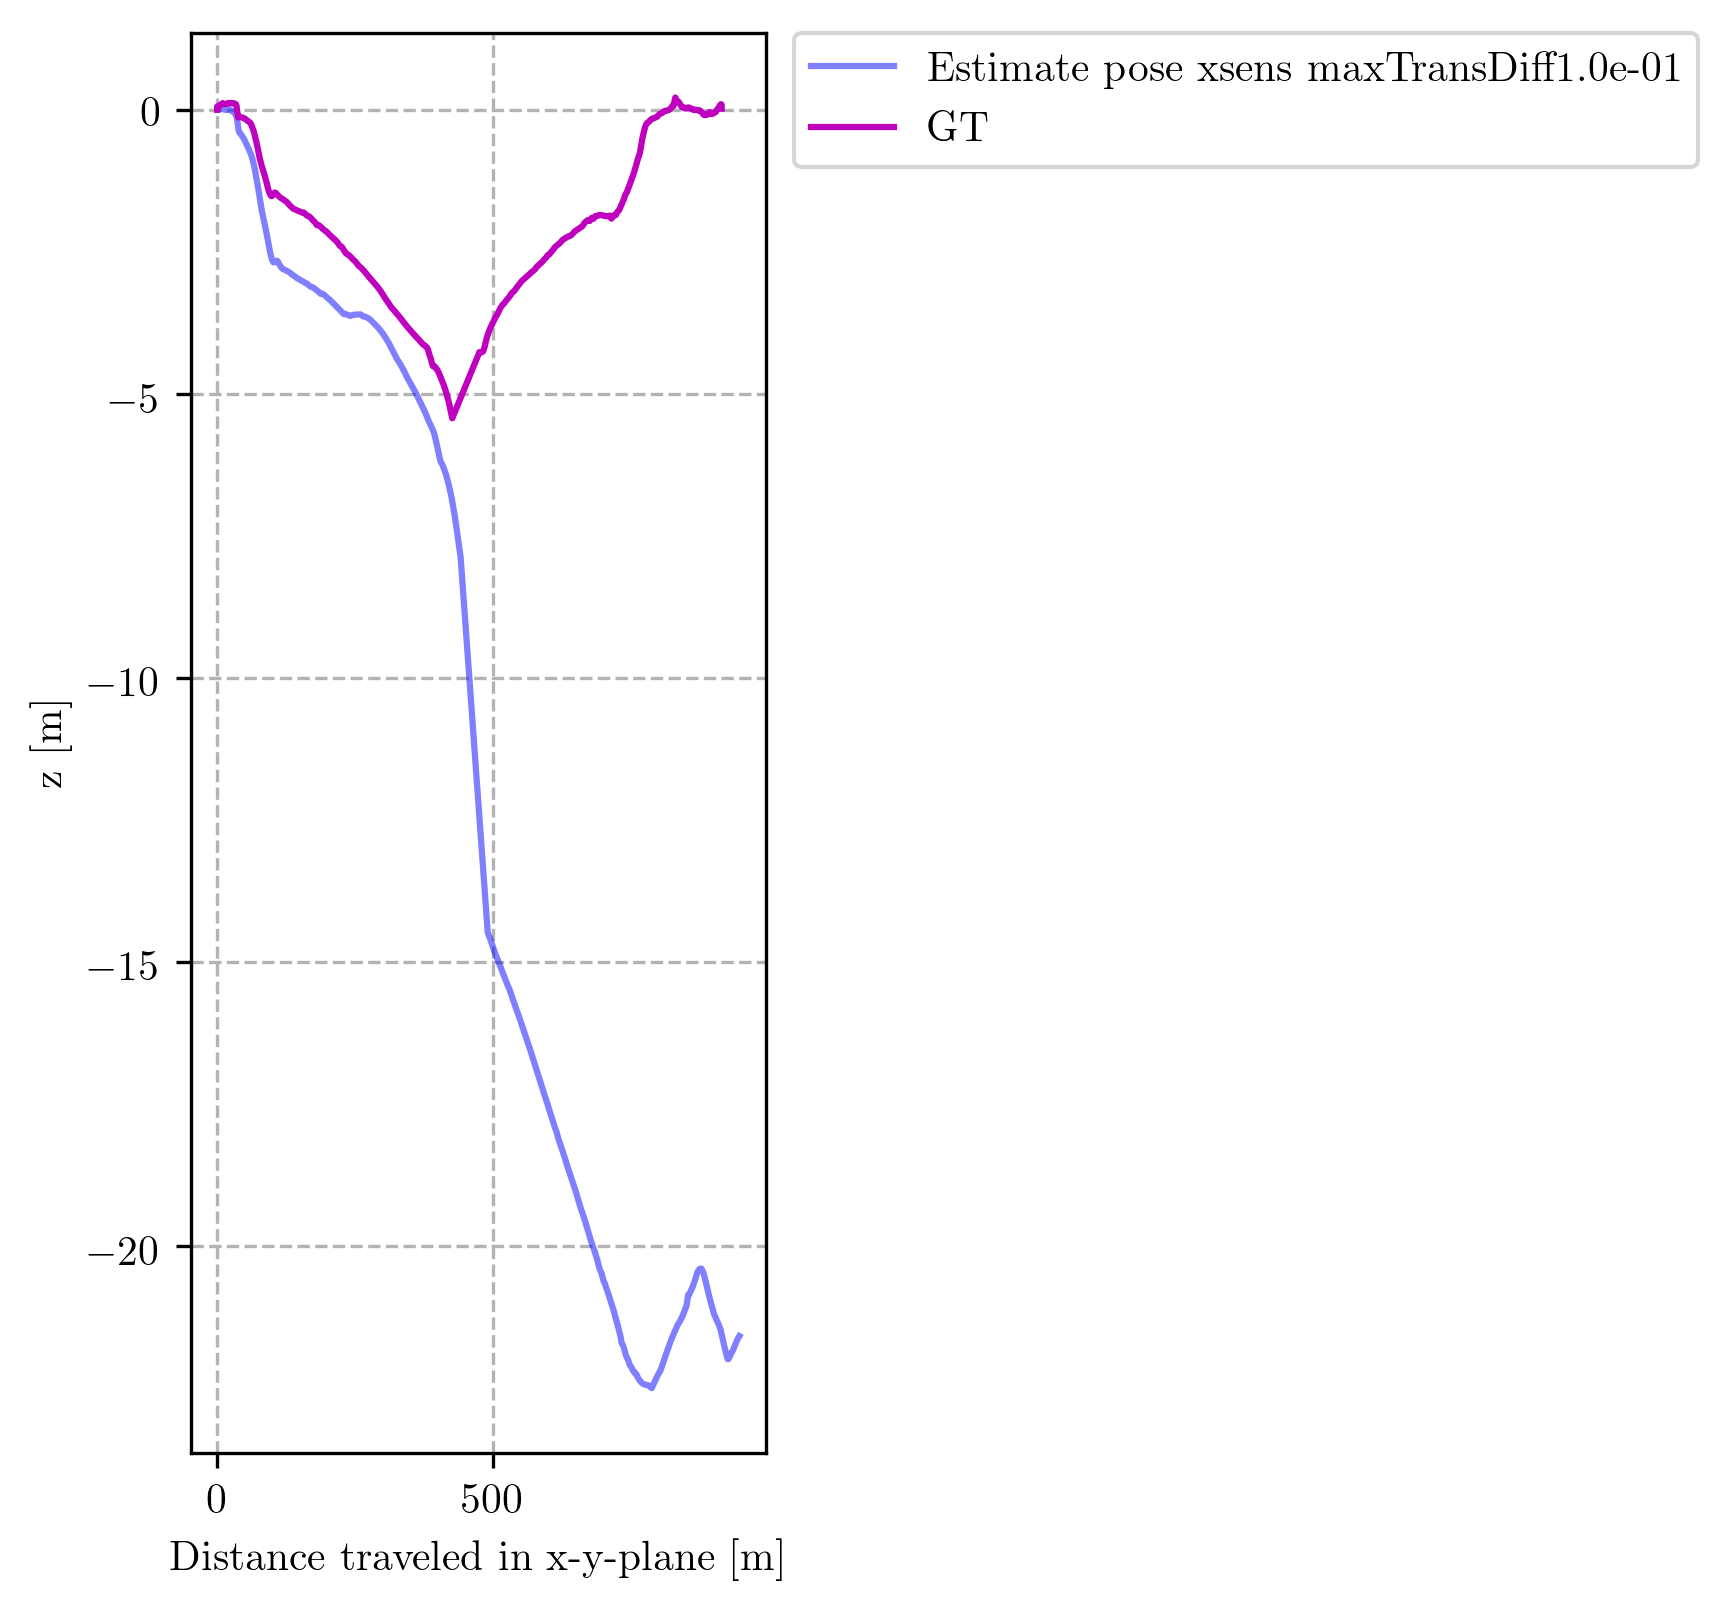 Estimate pose xsens maxTransDiff1.0e-01
GT
0
−5
−10
−15
−20
z [m]
0 500
Distance traveled in x-y-plane [m]